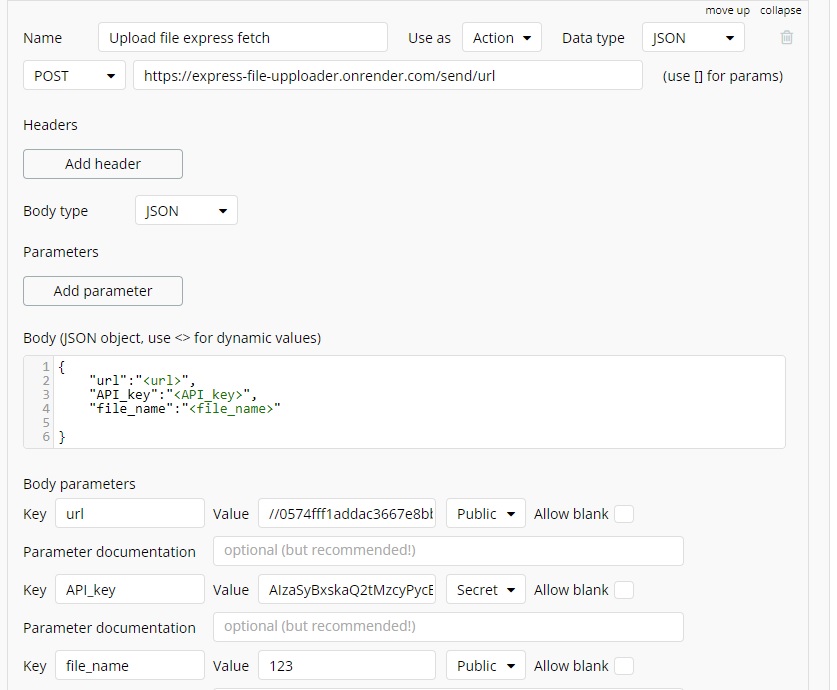 move up collapse
Name Upload file express fetch Use as Action Data type JSON
POST https://express-file-upploader.onrender.com/send/url (use [] for params)
Headers
Add header
Body type JSON
Parameters
Add parameter
Body (JSON object, use <> for dynamic values)
1 {
2 "url":"<url>",
3 "API_key":"<API_key>",
4 "file_name":"<file_name>"
5
6 }
Body parameters
Key url Value //0574fff1addac3667e8bb Public Allow blank
Parameter documentation optional (but recommended!)
Key API_key Value AIzaSyBxskaQ2tMzcyPycE Secret Allow blank
Parameter documentation optional (but recommended!)
Key file_name Value 123 Public Allow blank